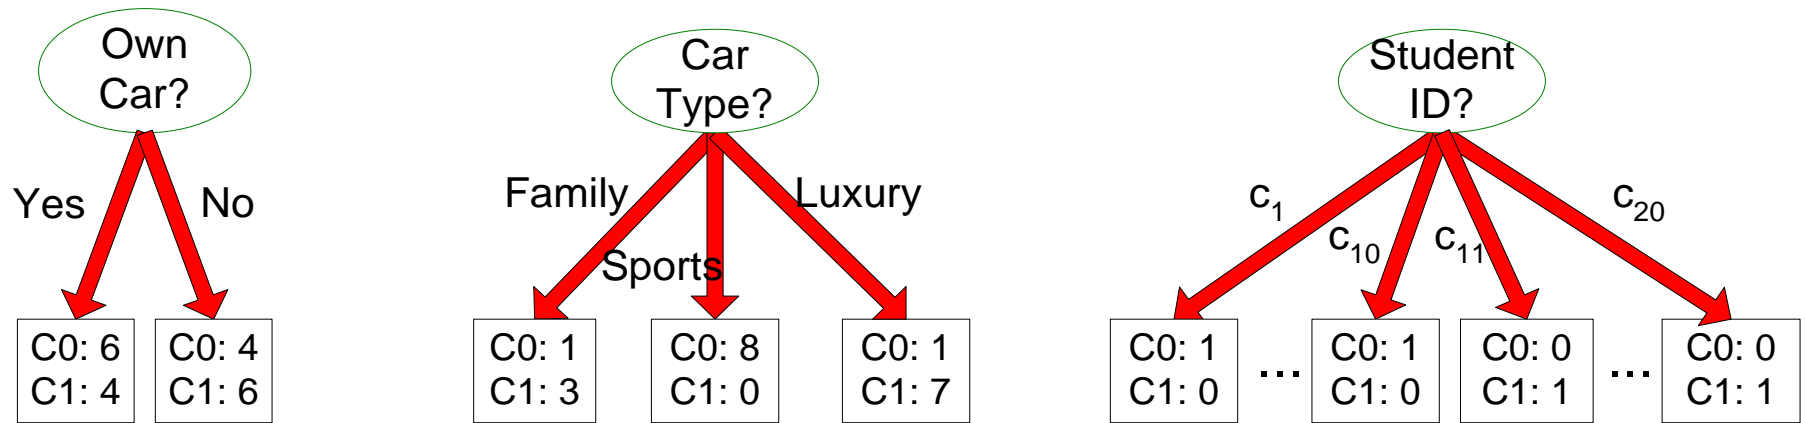 Own
Car?
Yes
No
C0: 6
C1: 4
C0: 4
C1: 6
Car
Type?
Family
Sports
Luxury
C0: 1
C1: 3
C0: 8
C1: 0
C0: 1
C1: 7
Student
ID?
c1
c10
c11
c20
C0: 1
C1: 0
...
C0: 1
C1: 0
C0: 0
C1: 1
...
C0: 0
C1: 1